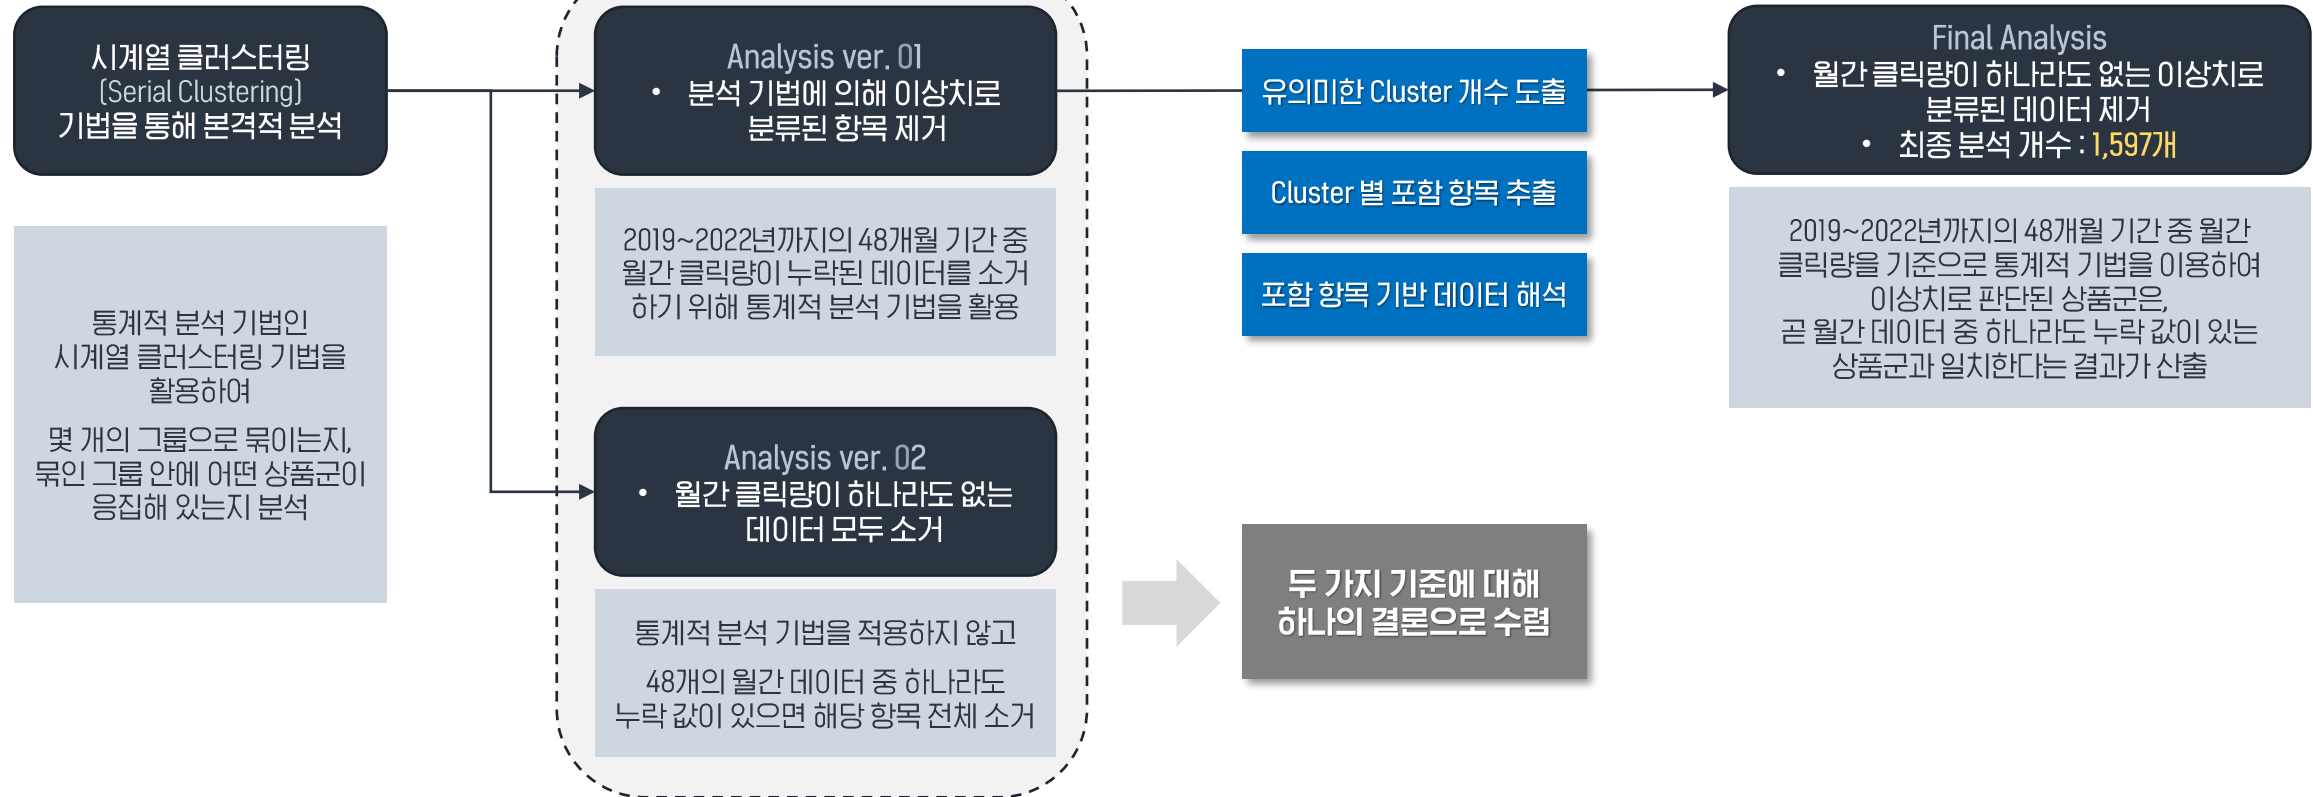 시계열 클러스터링
(Serial Clustering)
기법을 통해 본격적 분석
통계적 분석 기법인
시계열 클러스터링 기법을
활용하여
몇 개의 그룹으로 묶이는지,
묶인 그룹 안에 어떤 상품군이
응집해 있는지 분석
Analysis ver. 01
• 분석 기법에 의해 이상치로
분류된 항목 제거
2019~2022년까지의 48개월 기간 중
월간 클릭량이 누락된 데이터를 소거
하기 위해 통계적 분석 기법을 활용
Analysis ver. 02
• 월간 클릭량이 하나라도 없는
데이터 모두 소거
통계적 분석 기법을 적용하지 않고
48개의 월간 데이터 중 하나라도
누락 값이 있으면 해당 항목 전체 소거
유의미한 Cluster 개수 도출
Cluster 별 포함 항목 추출
포함 항목 기반 데이터 해석
두 가지 기준에 대해
하나의 결론으로 수렴
Final Analysis
• 월간 클릭량이 하나라도 없는 이상치로
분류된 데이터 제거
• 최종 분석 개수 : 1,597개
2019~2022년까지의 48개월 기간 중 월간
클릭량을 기준으로 통계적 기법을 이용하여
이상치로 판단된 상품군은,
곧 월간 데이터 중 하나라도 누락 값이 있는
상품군과 일치한다는 결과가 산출